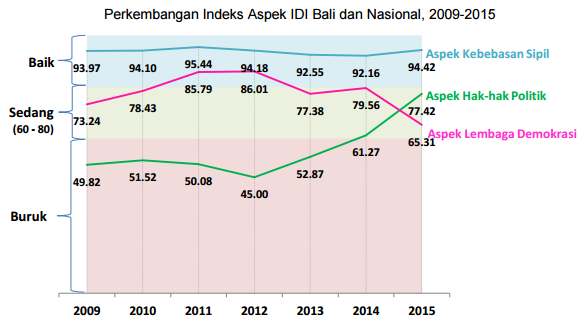 Perkembangan Indeks Aspek IDI Bali dan Nasional, 2009-2015
Baik
Sedang
(60 - 80)
Buruk
Aspek Kebebasan Sipil
93.97 94.10 95.44 94.18 92.55 92.16 94.42
Aspek Hak-hak Politik
73.24 78.43 85.79 86.01 77.38 79.56 77.42
Aspek Lembaga Demokrasi
49.82 51.52 50.08 45.00 52.87 61.27 65.31
2009 2010 2011 2012 2013 2014 2015